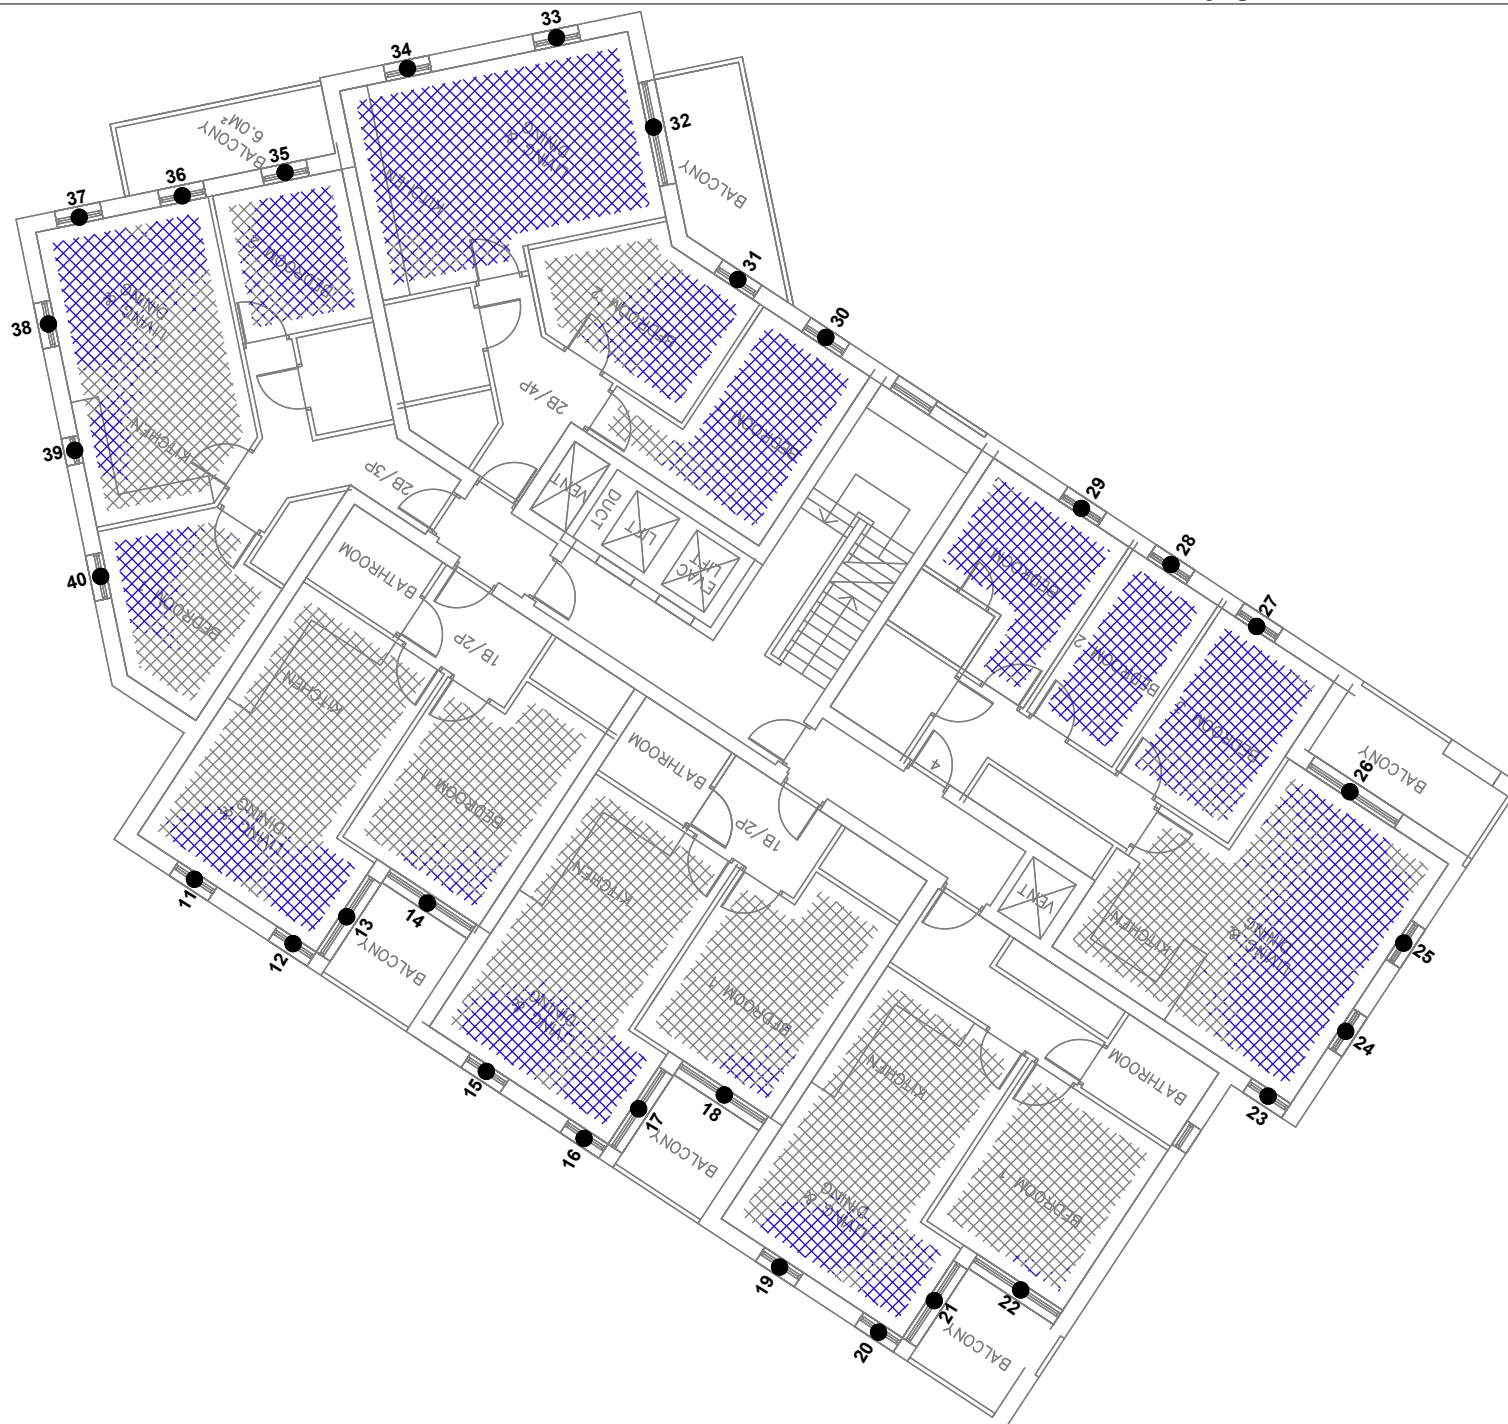 33
34
32
BALCONY
6.0M²
35
36
37
LIVING &
DINING
KITCHEN
BALCONY
BEDROOM 2
31
30
38
LIVING &
DINING
KITCHEN
BEDROOM
2
BEDROOM
2B/4P
39
2B/3P
VENT
DUCT
LIFT
EVAC
LIFT
40
BEDROOM
BATHROOM
1B/2P
29
28
27
BEDROOM 1
BEDROOM 2
BEDROOM 3
KITCHEN
LIVING &
DINING
BEDROOM 1
BATHROOM
1B/2P
4
26
BALCONY
11
12
13
14
BALCONY
KITCHEN
LIVING &
DINING
BEDROOM 1
VENT
KITCHEN
LIVING &
DINING
25
24
23
15
16
17
18
BALCONY
KITCHEN
LIVING &
DINING
BATHROOM
BEDROOM 1
19
20
21
22
BALCONY